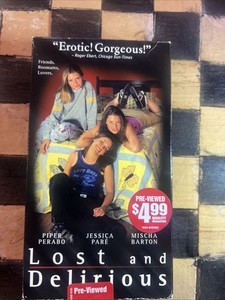 "Erotic! Gorgeous!"
– Roger Ebert, Chicago Sun-Times
Friends.
Roommates.
Lovers.
PRE-VIEWED
$4.99
PIPER PERABO
JESSICA PARÉ
MISCHA BARTON
Lost and
Delirious
Pre-Viewed